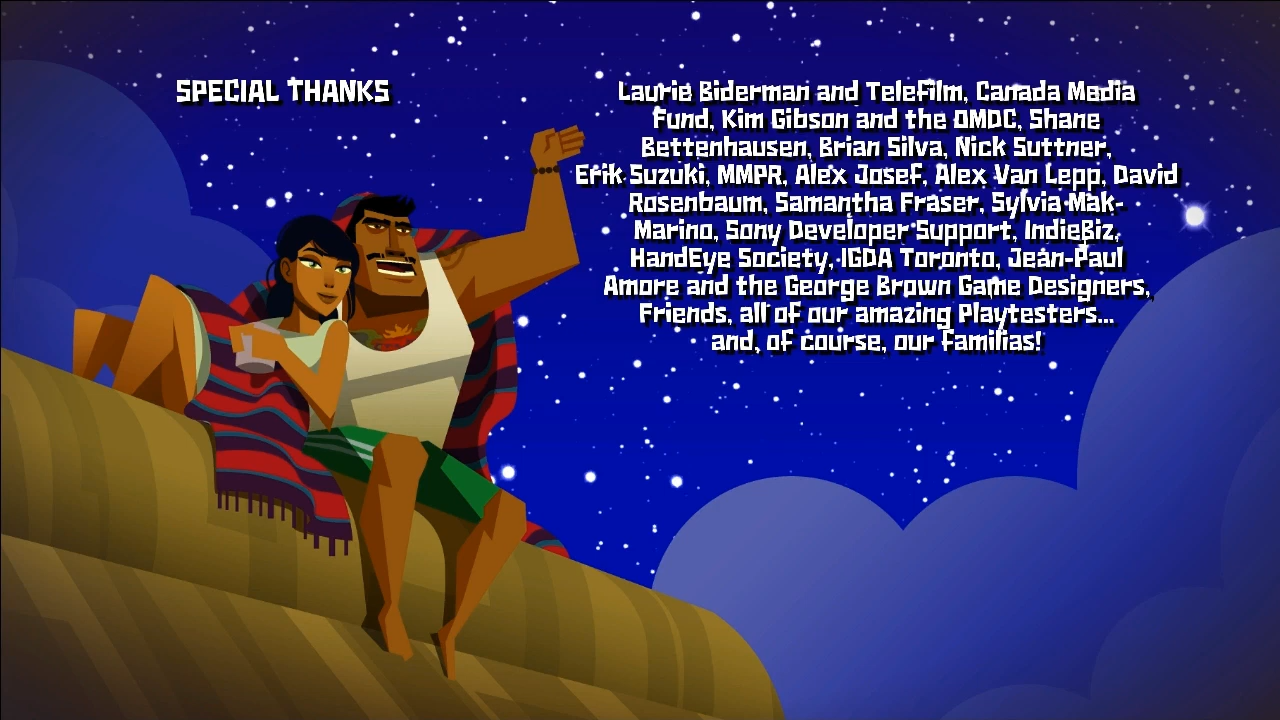 SPECIAL THANKS
Laurie Biderman and TeleFilm, Canada Media
Fund, Kim Gibson and the OMDC, Shane
Bettenhausen, Brian Silva, Nick Suttner,
Erik Suzuki, MMPR, Alex Josef, Alex Van Lepp, David
Rosenbaum, Samantha Fraser, Sylvia Mak-
Marino, Sony Developer Support, IndieBiz,
HandEye Society, IGDA Toronto, Jean-Paul
Amore and the George Brown Game Designers,
Friends, all of our amazing Playtesters...
and, of course, our familias!